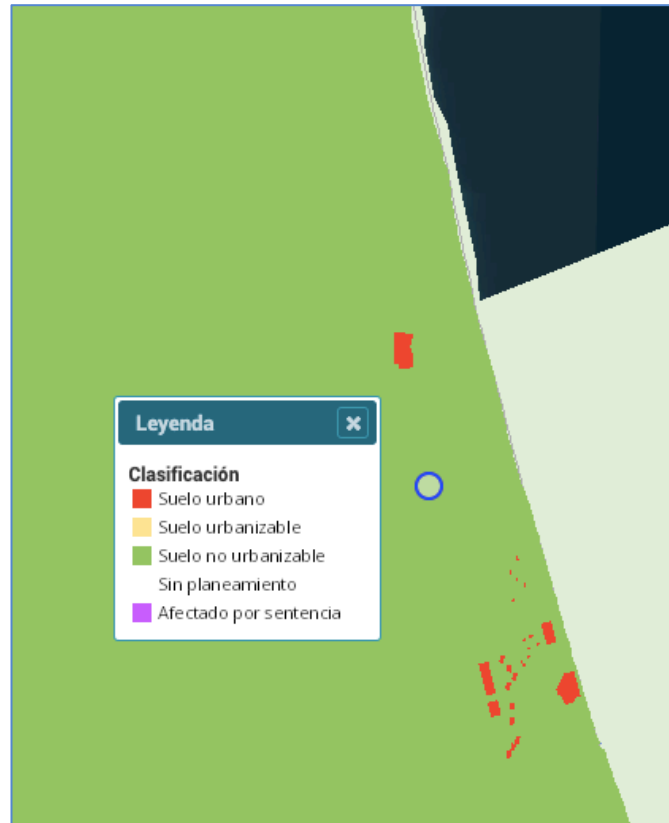 Leyenda
Clasificación
Suelo urbano
Suelo urbanizable
Suelo no urbanizable
Sin planeamiento
Afectado por sentencia